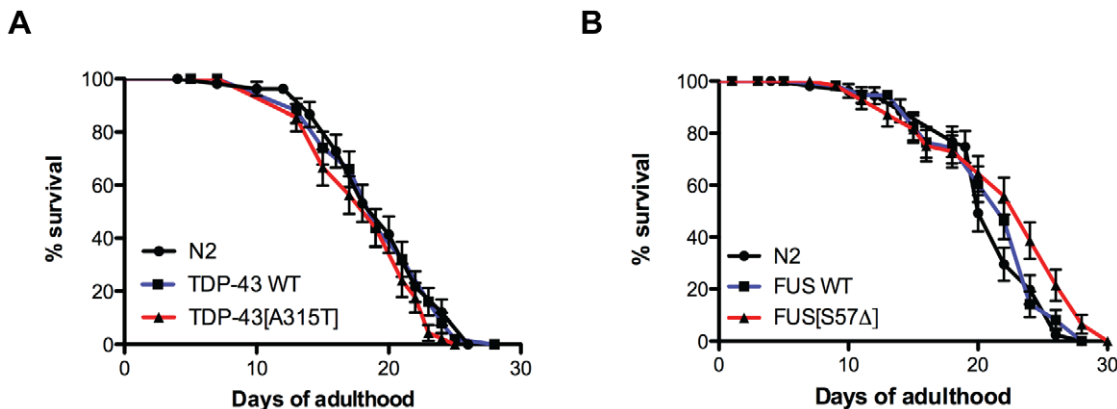 A
% survival
100
80
60
40
20
0
N2
TDP-43 WT
TDP-43[A315T]
0
10
20
30
Days of adulthood
B
% survival
100
80
60
40
20
0
N2
FUS WT
FUS[S57Δ]
0
10
20
30
Days of adulthood